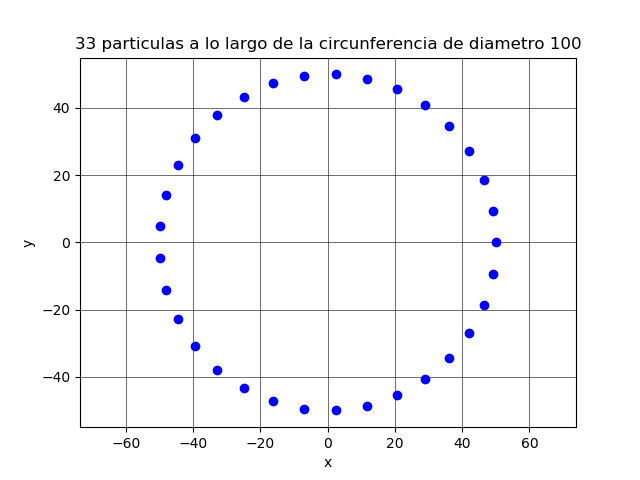 33 particulas a lo largo de la circunferencia de diametro 100
40
20
0
−20
−40
y
−60 −40 −20 0 20 40 60
x